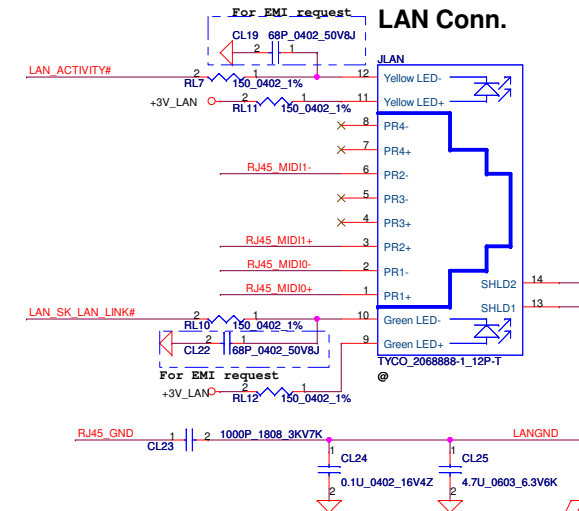 For EMI request
LAN Conn.
CL19 68P_0402_50V8J
2 1
JLAN
LAN_ACTIVITY#
2 1
RL7 150_0402_1%
12 Yellow LED-
+3V_LAN
2 1
RL11 150_0402_1%
11 Yellow LED+
8 PR4-
7 PR4+
RJ45_MIDI1- 6 PR2-
5 PR3-
4 PR3+
RJ45_MIDI1+ 3 PR2+
RJ45_MIDI0- 2 PR1-
SHLD2 14
RJ45_MIDI0+ 1 PR1+
SHLD1 13
LAN_SK_LAN_LINK#
2 1
RL10 150_0402_1%
10 Green LED-
2 1
CL22 68P_0402_50V8J
9 Green LED+
TYCO_2068888-1_12P-T
@
For EMI request
+3V_LAN
2 1
RL12 150_0402_1%
RJ45_GND 1 2 1000P_1808_3KV7K LANGND
CL23
1 CL24
2 0.1U_0402_16V4Z
1 CL25
2 4.7U_0603_6.3V6K